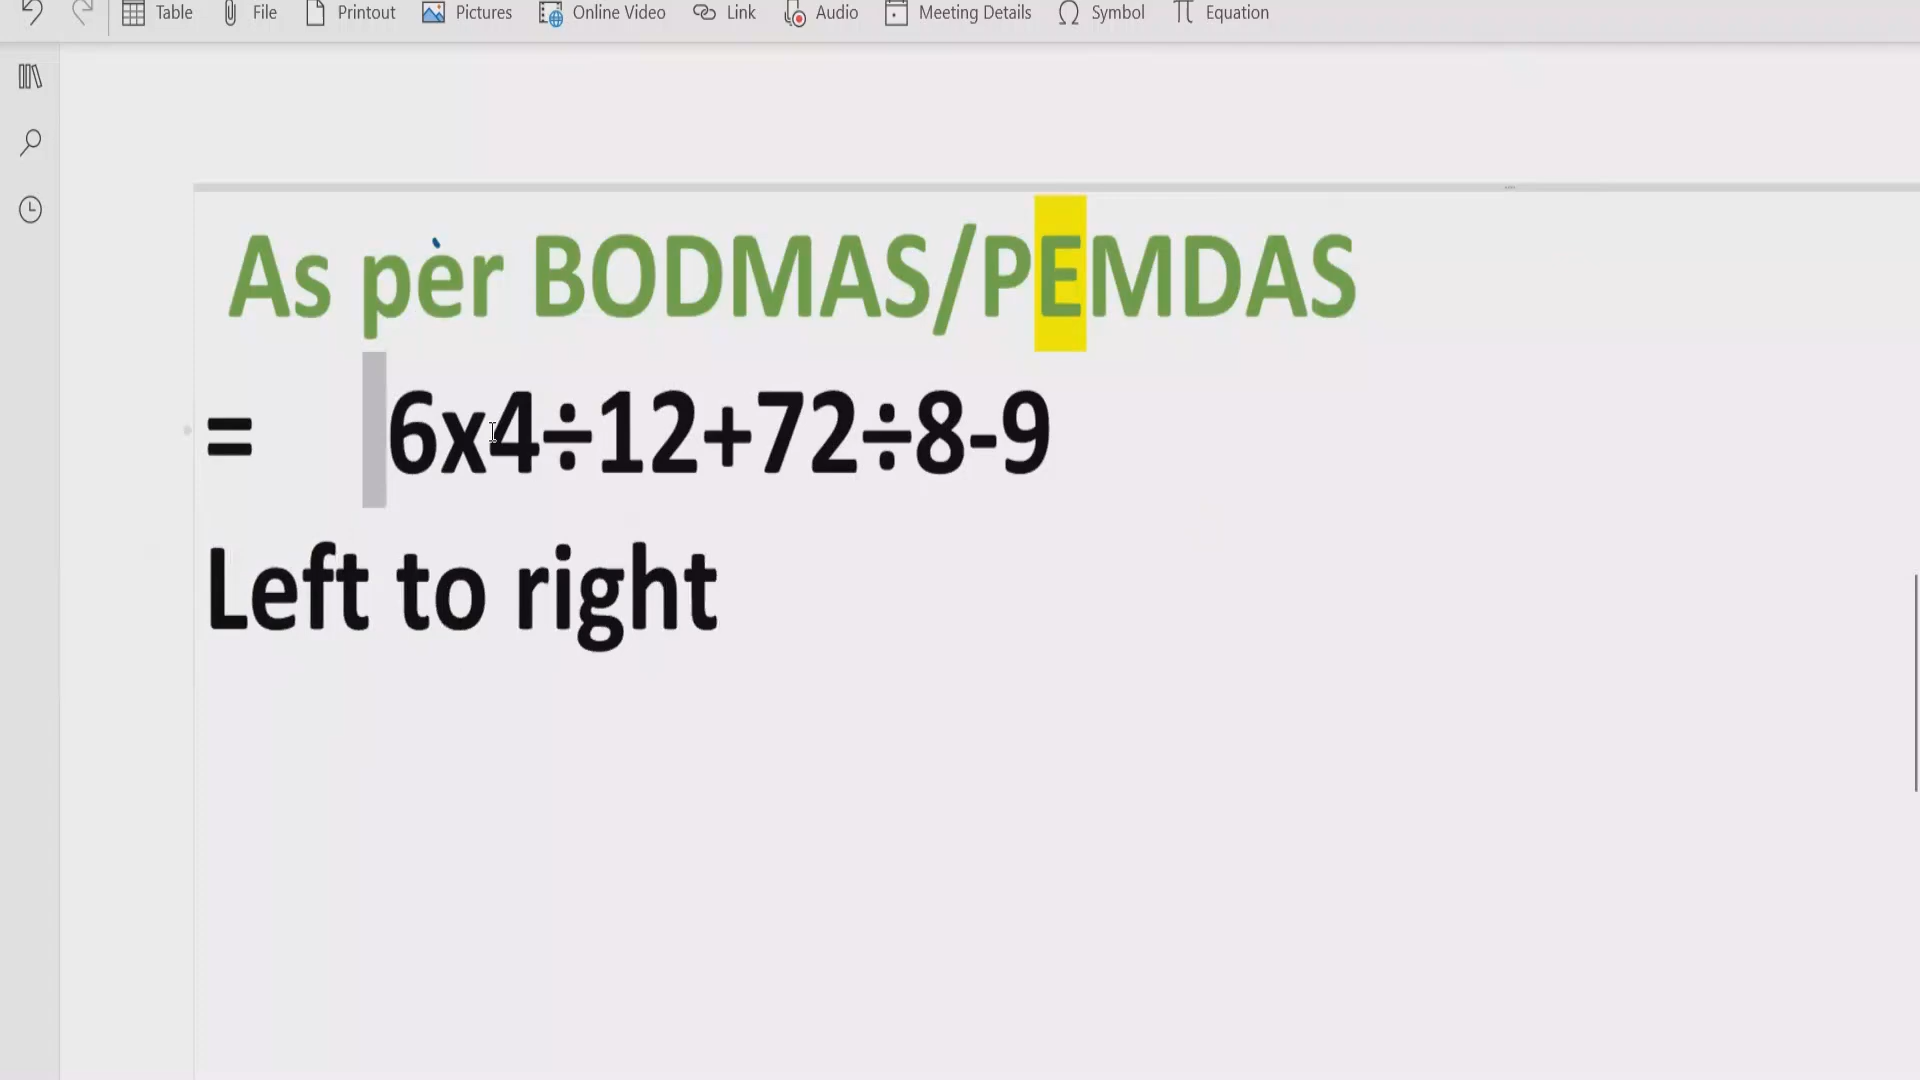 Table File Printout Pictures Online Video Link Audio Meeting Details Symbol Equation
As per BODMAS/PEMDAS
= 6x4÷12+72÷8-9
Left to right